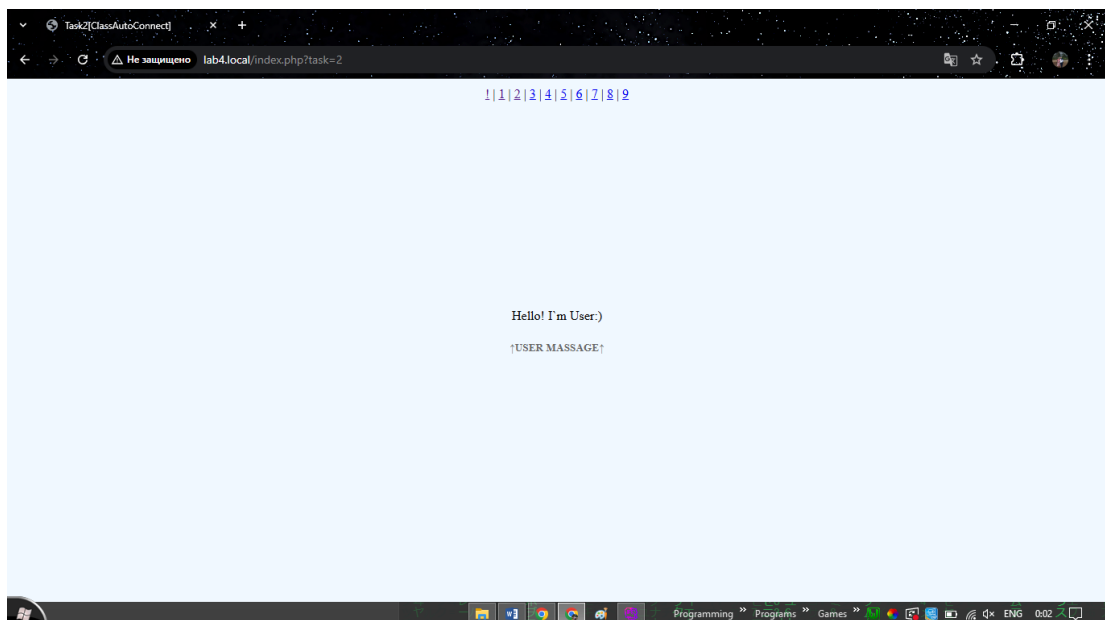 Task2[ClassAutoConnect]
Не защищено lab4.local/index.php?task=2
! | 1 | 2 | 3 | 4 | 5 | 6 | 7 | 8 | 9
Hello! I`m User:)
↑USER MASSAGE↑
Programming » Programs » Games » ENG 0:02